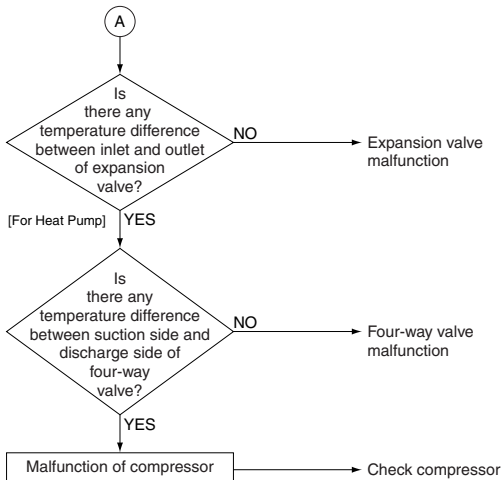 A
Is
there any
temperature difference
between inlet and outlet
of expansion
valve?
NO
Expansion valve
malfunction
[For Heat Pump]
YES
Is
there any
temperature difference
between suction side and
discharge side of
four-way
valve?
NO
Four-way valve
malfunction
YES
Malfunction of compressor
Check compressor